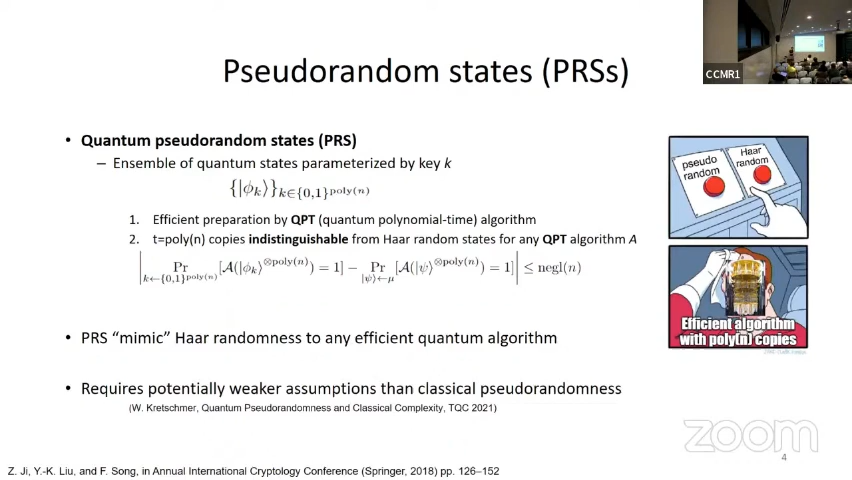 CCMR1
Pseudorandom states (PRSs)
• Quantum pseudorandom states (PRS)
– Ensemble of quantum states parameterized by key k
{|ϕ_k⟩}_{k∈{0,1}^{poly(n)}}
1. Efficient preparation by QPT (quantum polynomial-time) algorithm
2. t=poly(n) copies indistinguishable from Haar random states for any QPT algorithm A
| Pr_{k←{0,1}^{poly(n)}} [𝒜(|ϕ_k⟩^{⊗poly(n)}) = 1] − Pr_{|ψ⟩←μ} [𝒜(|ψ⟩^{⊗poly(n)}) = 1] | ≤ negl(n)
pseudo
random
Haar
random
Efficient algorithm
with poly(n) copies
• PRS “mimic” Haar randomness to any efficient quantum algorithm
• Requires potentially weaker assumptions than classical pseudorandomness
(W. Kretschmer, Quantum Pseudorandomness and Classical Complexity, TQC 2021)
zoom
4
Z. Ji, Y.-K. Liu, and F. Song, in Annual International Cryptology Conference (Springer, 2018) pp. 126–152